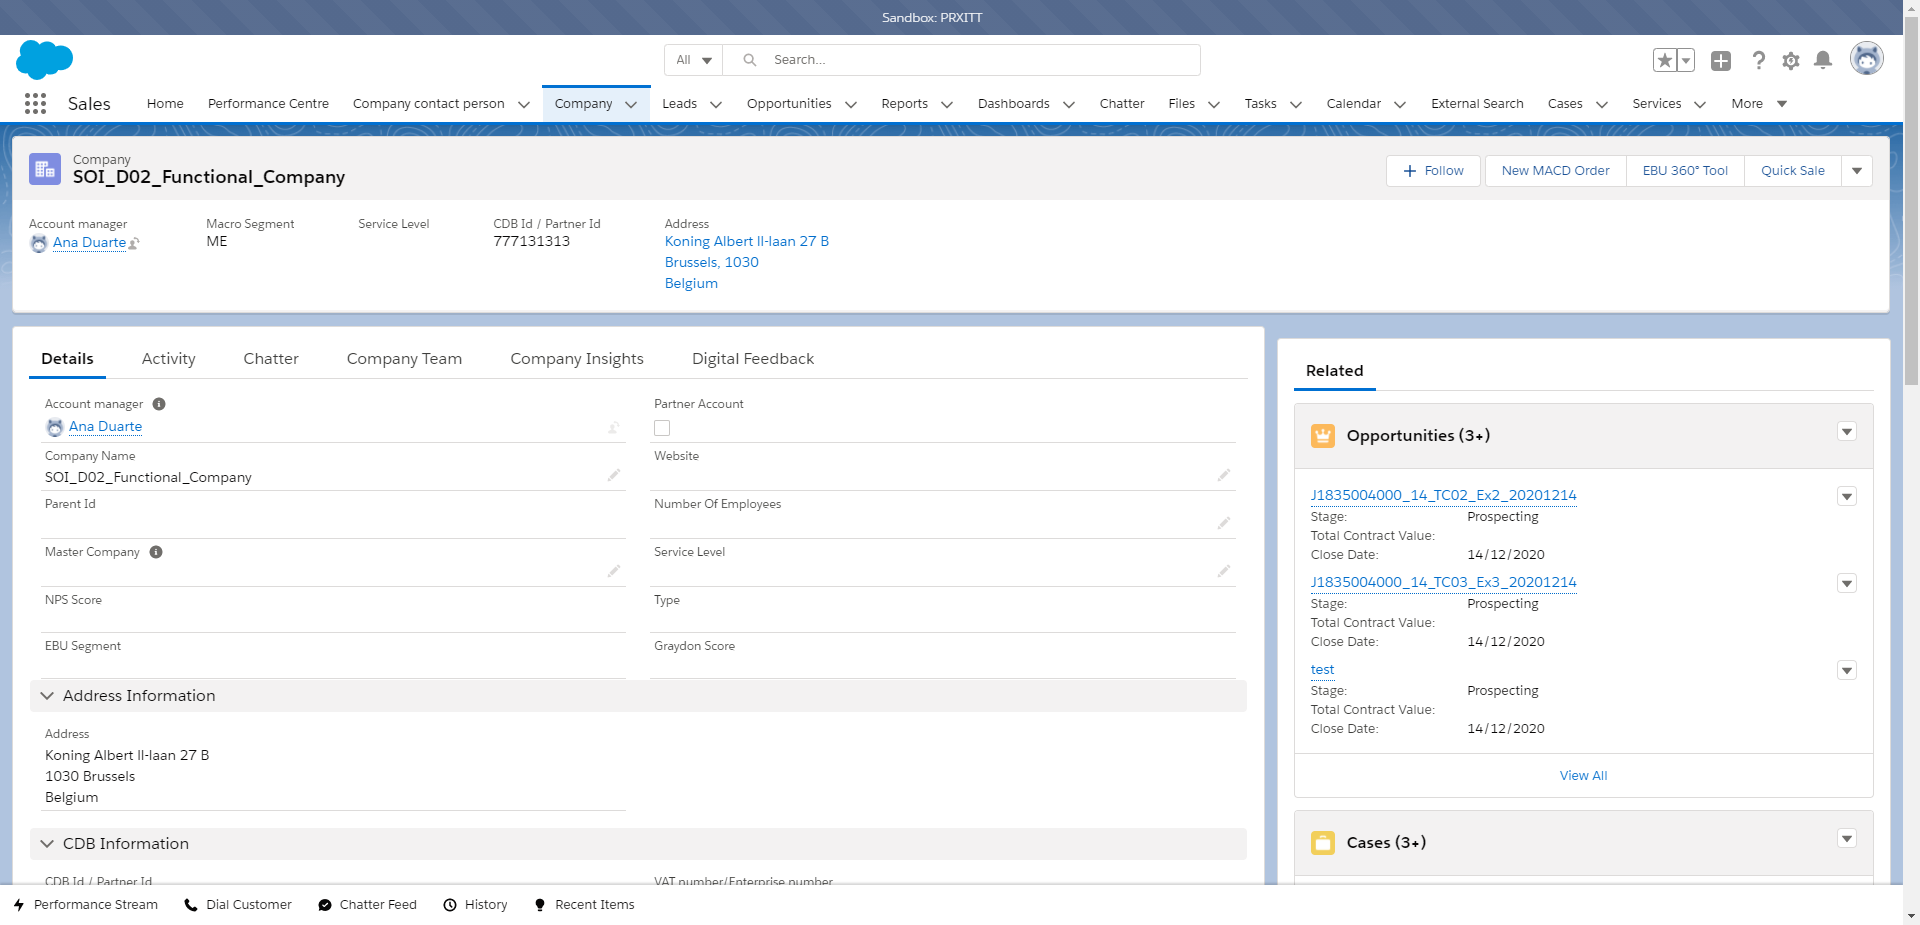 Sandbox: PRXITT
All
Search...
Sales
Home
Performance Centre
Company contact person
Company
Leads
Opportunities
Reports
Dashboards
Chatter
Files
Tasks
Calendar
External Search
Cases
Services
More
Company
SOI_D02_Functional_Company
Follow
New MACD Order
EBU 360° Tool
Quick Sale
Account manager
Ana Duarte
Macro Segment
ME
Service Level
CDB Id / Partner Id
777131313
Address
Koning Albert II-laan 27 B
Brussels, 1030
Belgium
Details
Activity
Chatter
Company Team
Company Insights
Digital Feedback
Account manager
Ana Duarte
Partner Account
Company Name
SOI_D02_Functional_Company
Website
Parent Id
Number Of Employees
Master Company
Service Level
NPS Score
Type
EBU Segment
Graydon Score
Address Information
Address
Koning Albert II-laan 27 B
1030 Brussels
Belgium
CDB Information
CDB Id / Partner Id
VAT number/Enterprise number
Related
Opportunities (3+)
J1835004000_14_TC02_Ex2_20201214
Stage: Prospecting
Total Contract Value:
Close Date: 14/12/2020
J1835004000_14_TC03_Ex3_20201214
Stage: Prospecting
Total Contract Value:
Close Date: 14/12/2020
test
Stage: Prospecting
Total Contract Value:
Close Date: 14/12/2020
View All
Cases (3+)
Performance Stream
Dial Customer
Chatter Feed
History
Recent Items